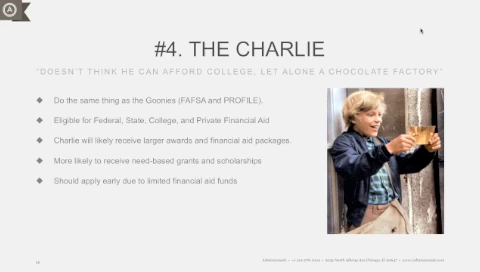 A
#4. THE CHARLIE
"DOESN'T THINK HE CAN AFFORD COLLEGE, LET ALONE A CHOCOLATE FACTORY"
Do the same thing as the Goonies (FAFSA and PROFILE).
Eligible for Federal, State, College, and Private Financial Aid
Charlie will likely receive larger awards and financial aid packages.
More likely to receive need-based grants and scholarships
Should apply early due to limited financial aid funds